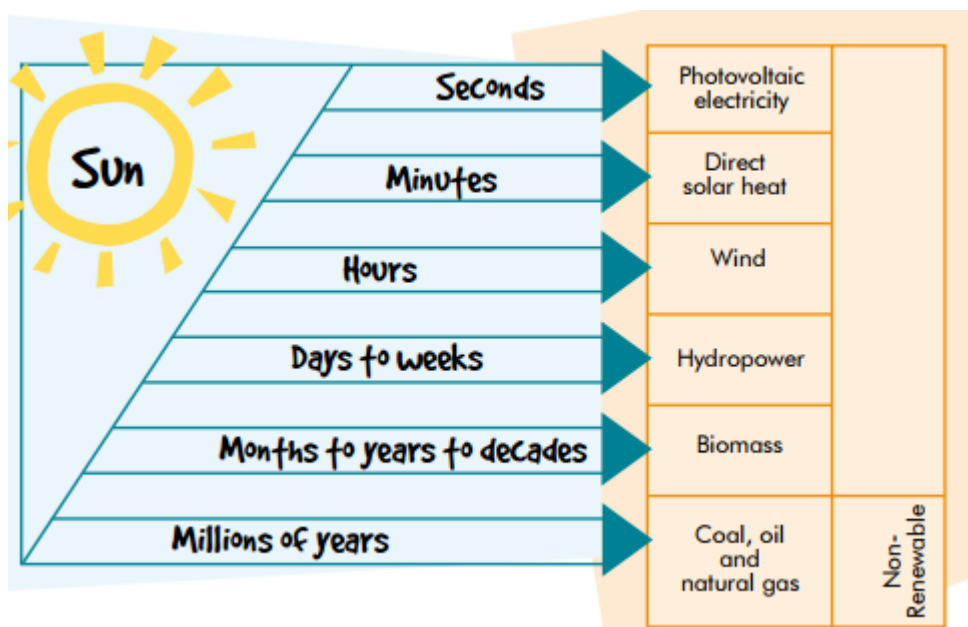 Sun
Seconds
Photovoltaic
electricity
Minutes
Direct
solar heat
Hours
Wind
Days to weeks
Hydropower
Months to years to decades
Biomass
Millions of years
Coal, oil
and
natural gas
Non-
Renewable